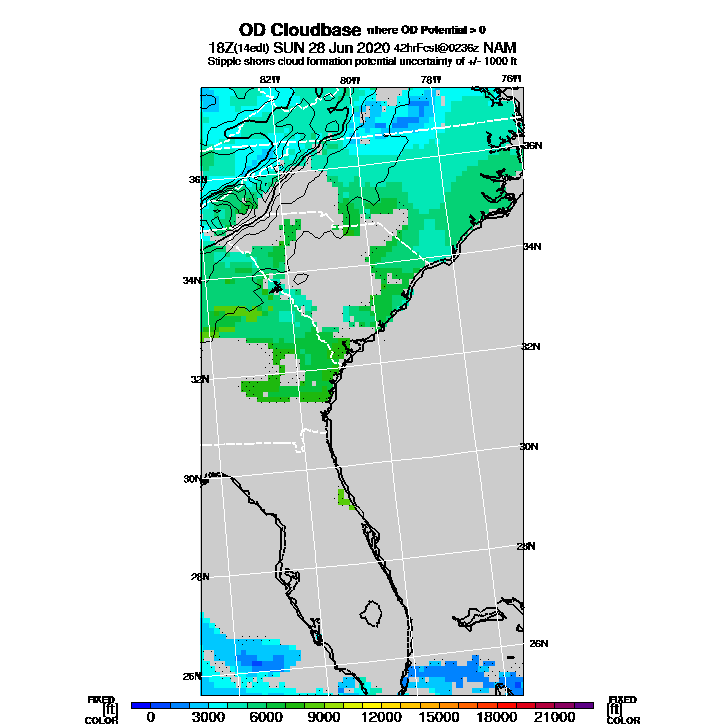 OD Cloudbase where OD Potential > 0
18Z(14edt) SUN 28 Jun 2020 42hrFcst@0236z NAM
Stipple shows cloud formation potential uncertainty of +/- 1000 ft
82W 80W 78W 76W
36N
36N
34N
34N
32N
32N
30N
30N
28N
28N
26N
26N
FIXED FIXED
[ft] [ft]
COLOR COLOR
0 3000 6000 9000 12000 15000 18000 21000